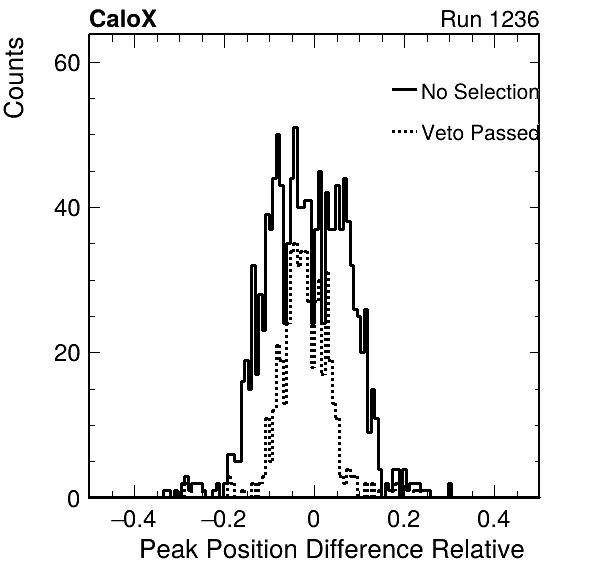 CaloX Run 1236
Counts
60
40
20
0
No Selection
Veto Passed
−0.4 −0.2 0 0.2 0.4
Peak Position Difference Relative